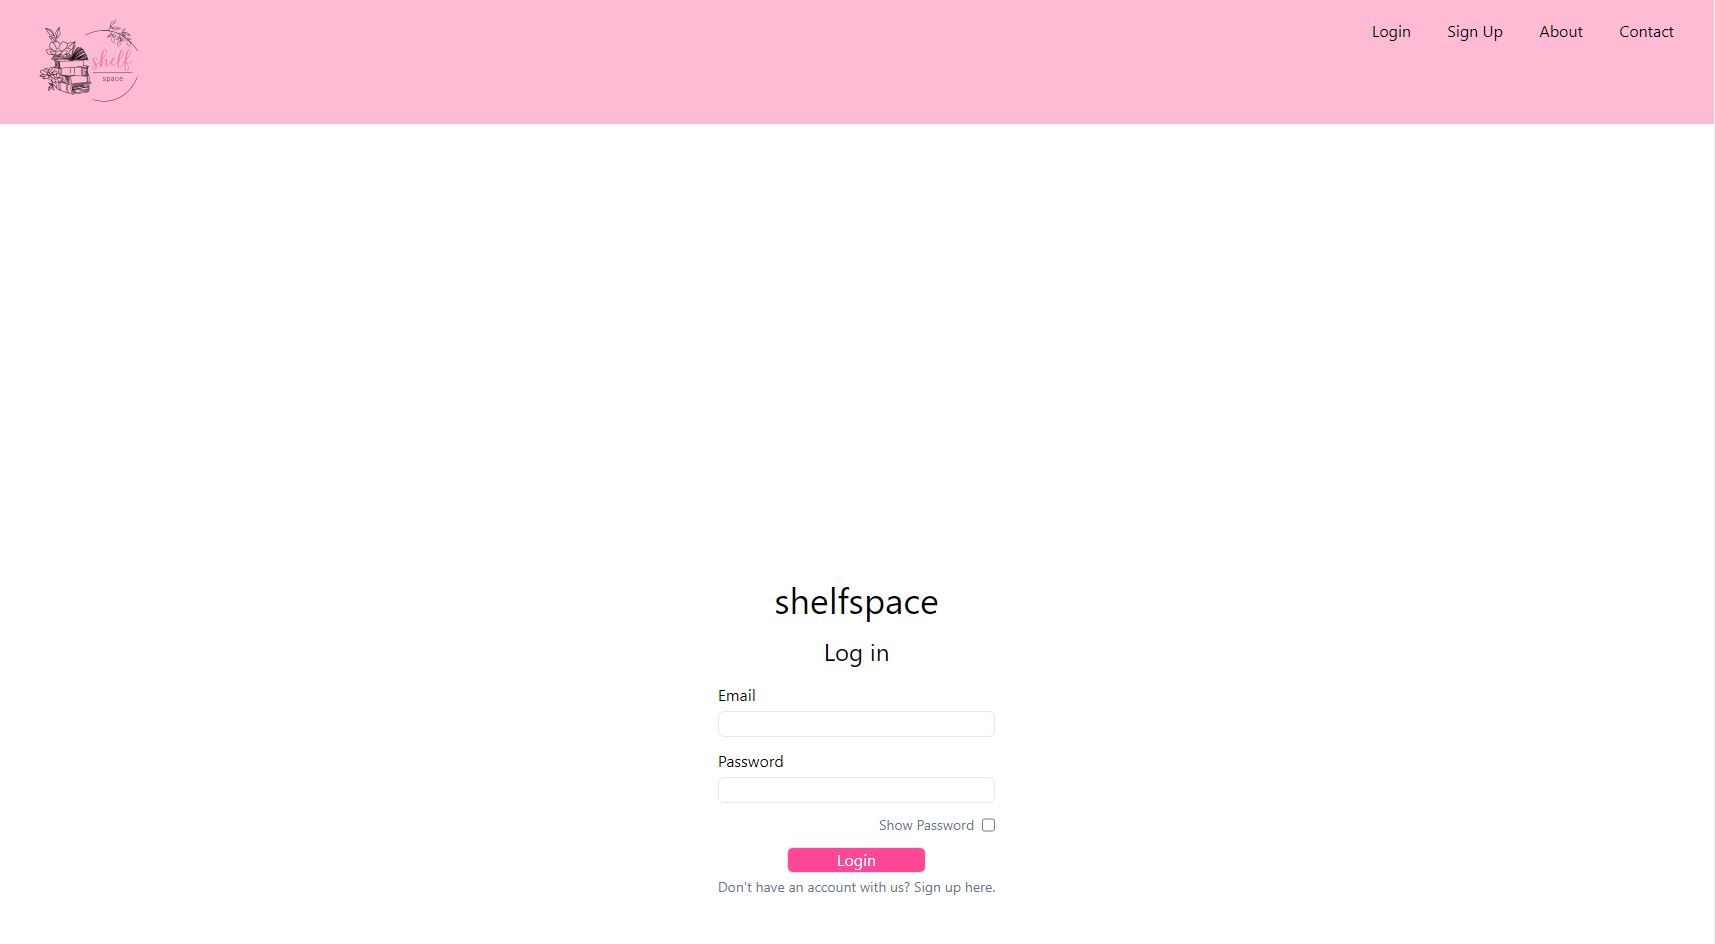 shelf
space
Login Sign Up About Contact
shelfspace
Log in
Email
Password
Show Password
Login
Don't have an account with us? Sign up here.